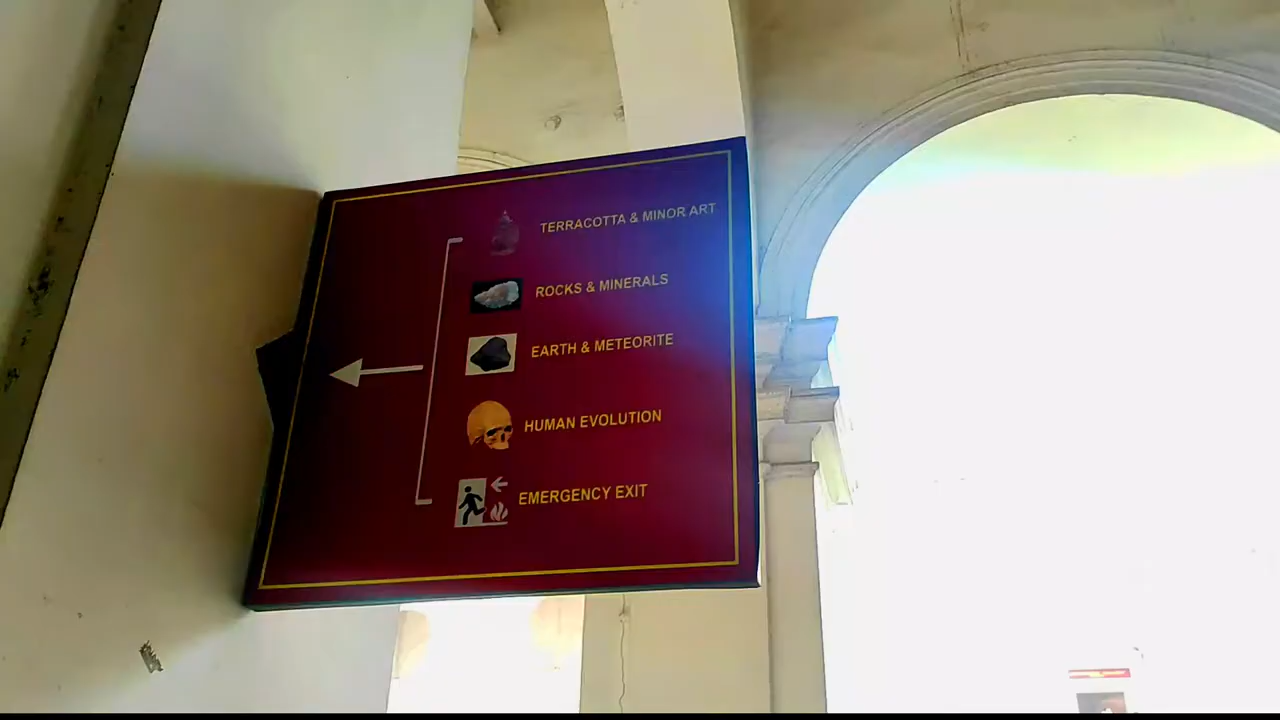 TERRACOTTA & MINOR ART
ROCKS & MINERALS
EARTH & METEORITE
HUMAN EVOLUTION
EMERGENCY EXIT